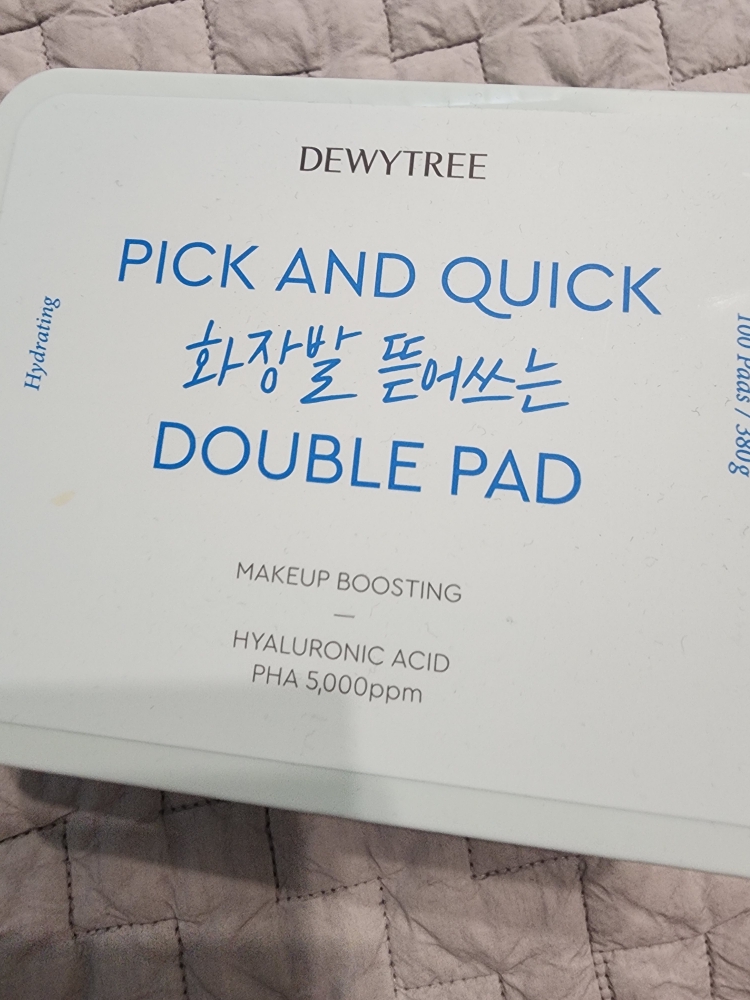 DEWYTREE
PICK AND QUICK
화장발 뜯어쓰는
DOUBLE PAD
Hydrating
100 Pads / 380g
MAKEUP BOOSTING
HYALURONIC ACID
PHA 5,000ppm